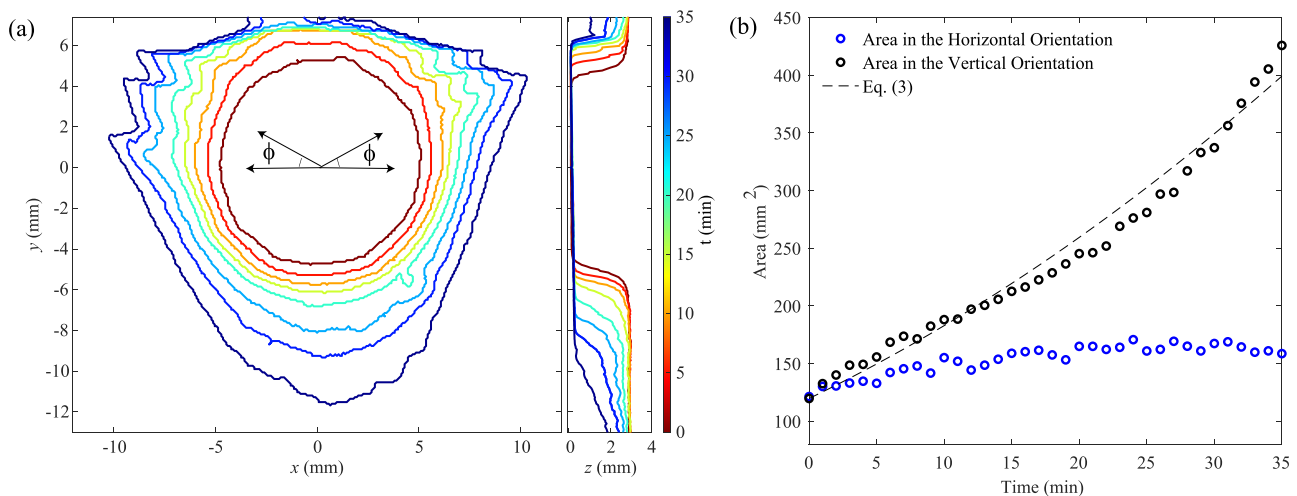 (a)
6
4
2
0
-2
-4
-6
-8
-10
-12
y (mm)
ϕ ϕ
-10 -5 0 5 10
x (mm)
0 2 4
z (mm)
35
30
25
20
15
10
5
0
t (min)
(b)
450
400
350
300
250
200
150
100
Area (mm²)
Area in the Horizontal Orientation
Area in the Vertical Orientation
Eq. (3)
0 5 10 15 20 25 30 35
Time (min)